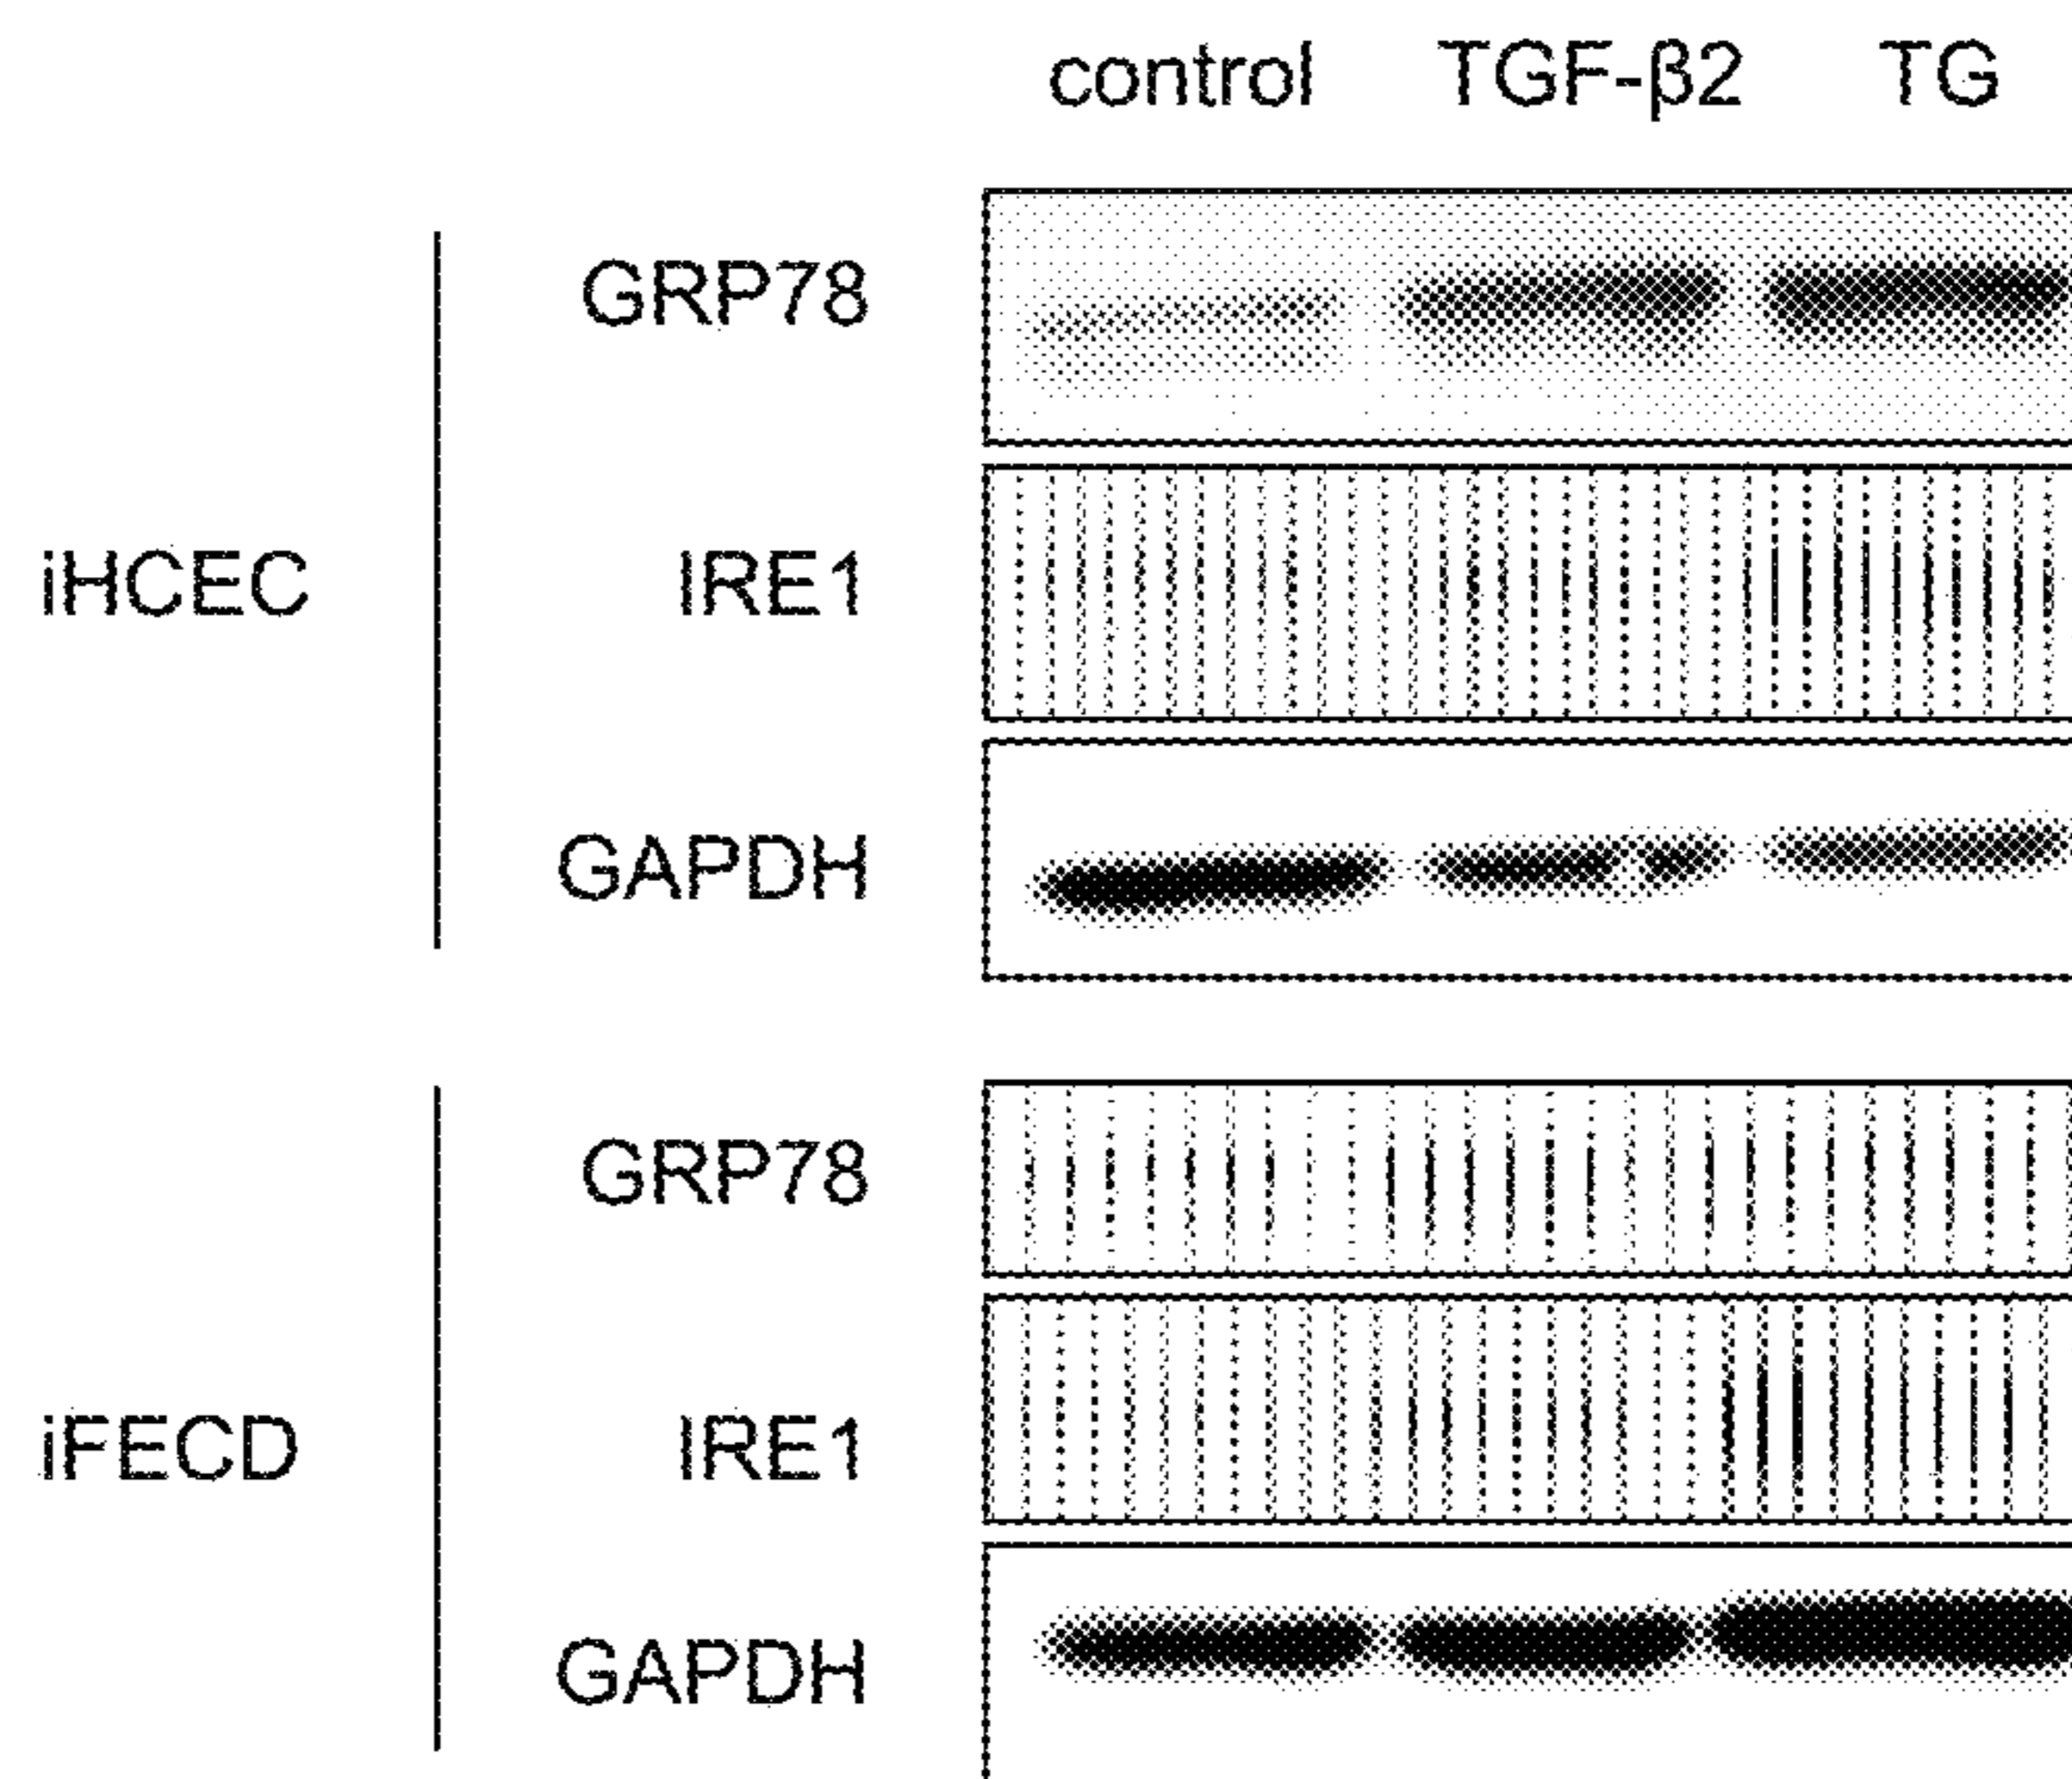 control TGF-β2 TG
GRP78
iHCEC IRE1
GAPDH
GRP78
iFECD IRE1
GAPDH